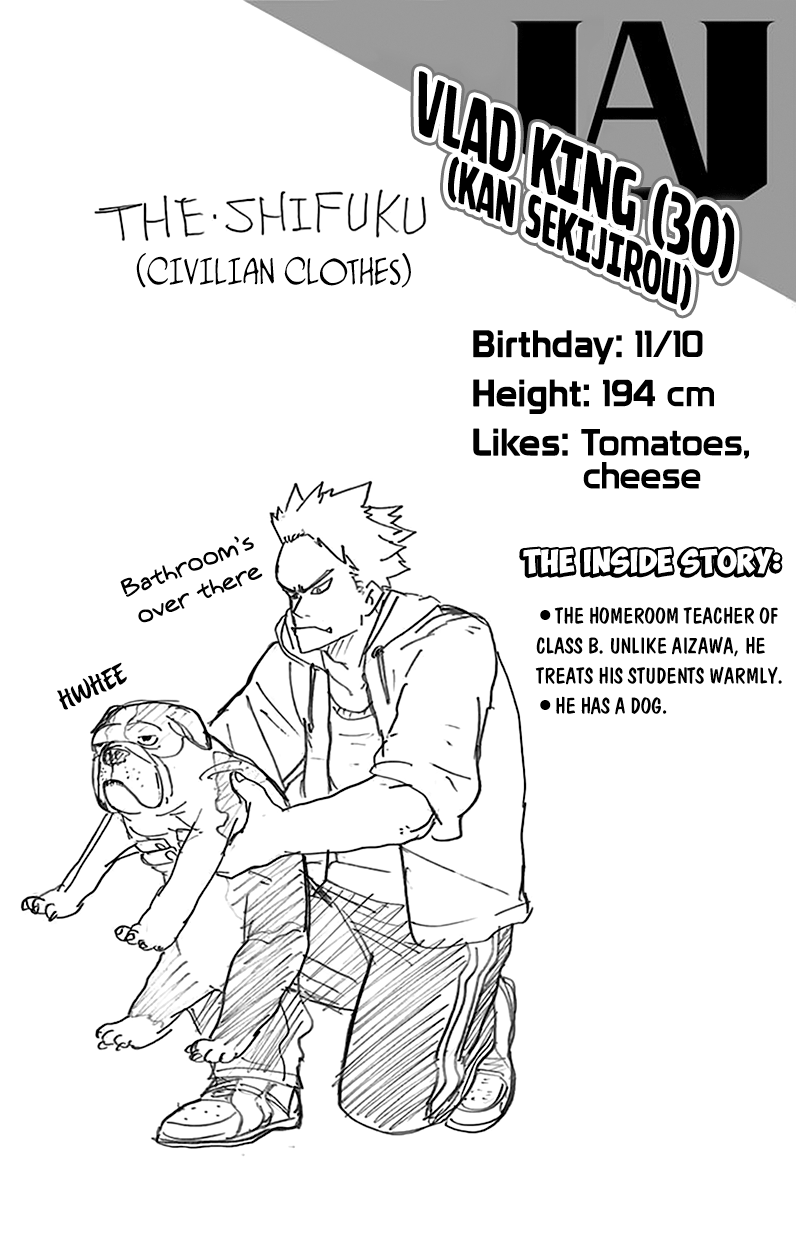 UA
VLAD KING (30)
(KAN SEKIJIROU)
THE·SHIFUKU
(CIVILIAN CLOTHES)
Birthday: 11/10
Height: 194 cm
Likes: Tomatoes,
cheese
Bathroom's
over there
HWHEE
THE INSIDE STORY:
• THE HOMEROOM TEACHER OF
CLASS B. UNLIKE AIZAWA, HE
TREATS HIS STUDENTS WARMLY.
• HE HAS A DOG.